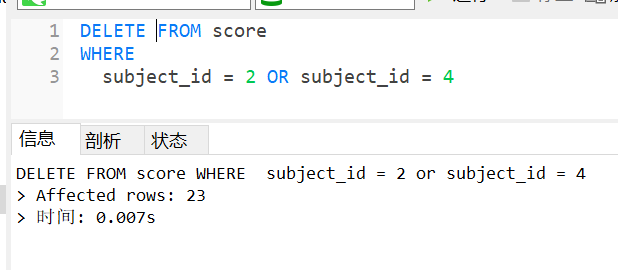 1 DELETE FROM score
2 WHERE
3 subject_id = 2 OR subject_id = 4
信息 剖析 状态
DELETE FROM score WHERE  subject_id = 2 or subject_id = 4
> Affected rows: 23
> 时间: 0.007s